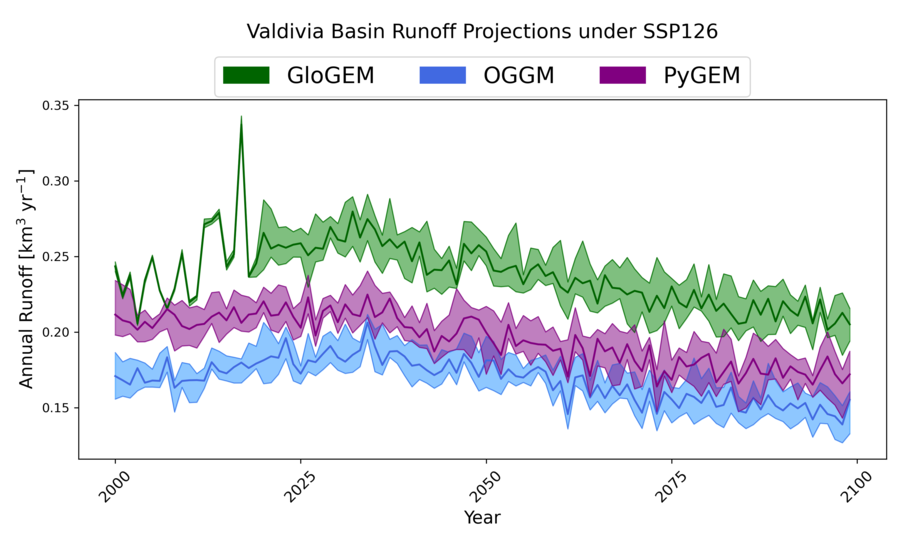 Valdivia Basin Runoff Projections under SSP126
GloGEM OGGM PyGEM
Annual Runoff [km³ yr⁻¹]
0.35
0.30
0.25
0.20
0.15
2000 2025 2050 2075 2100
Year